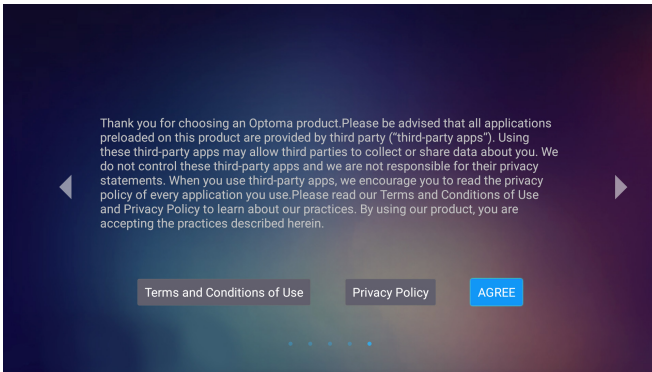 Thank you for choosing an Optoma product.Please be advised that all applications
preloaded on this product are provided by third party (“third-party apps”). Using
these third-party apps may allow third parties to collect or share data about you. We
do not control these third-party apps and we are not responsible for their privacy
statements. When you use third-party apps, we encourage you to read the privacy
policy of every application you use.Please read our Terms and Conditions of Use
and Privacy Policy to learn about our practices. By using our product, you are
accepting the practices described herein.
Terms and Conditions of Use
Privacy Policy
AGREE